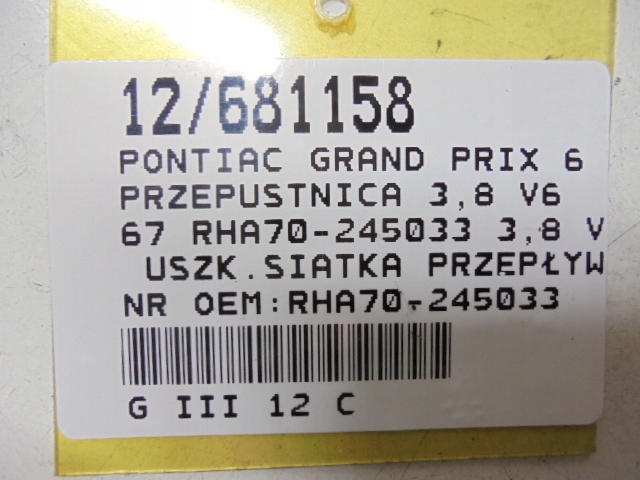 12/681158
PONTIAC GRAND PRIX 6
PRZEPUSTNICA 3,8 V6
67 RHA70-245033 3,8 V
USZK.SIATKA PRZEPŁYW
NR OEM:RHA70-245033
G III 12 C